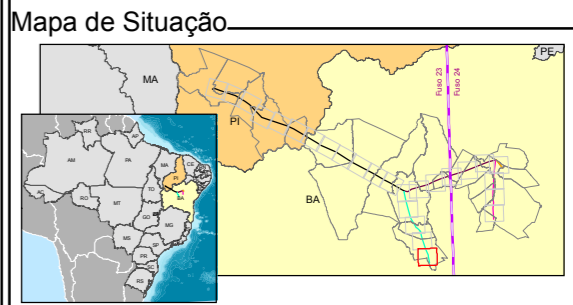 Mapa de Situação
PE
MA
Fuso 23
Fuso 24
PI
BA
RR
AP
AM
PA
MA
CE
PI
AC
TO
RO
BA
MT
GO
MG
MS
SP
PR
SC
RS